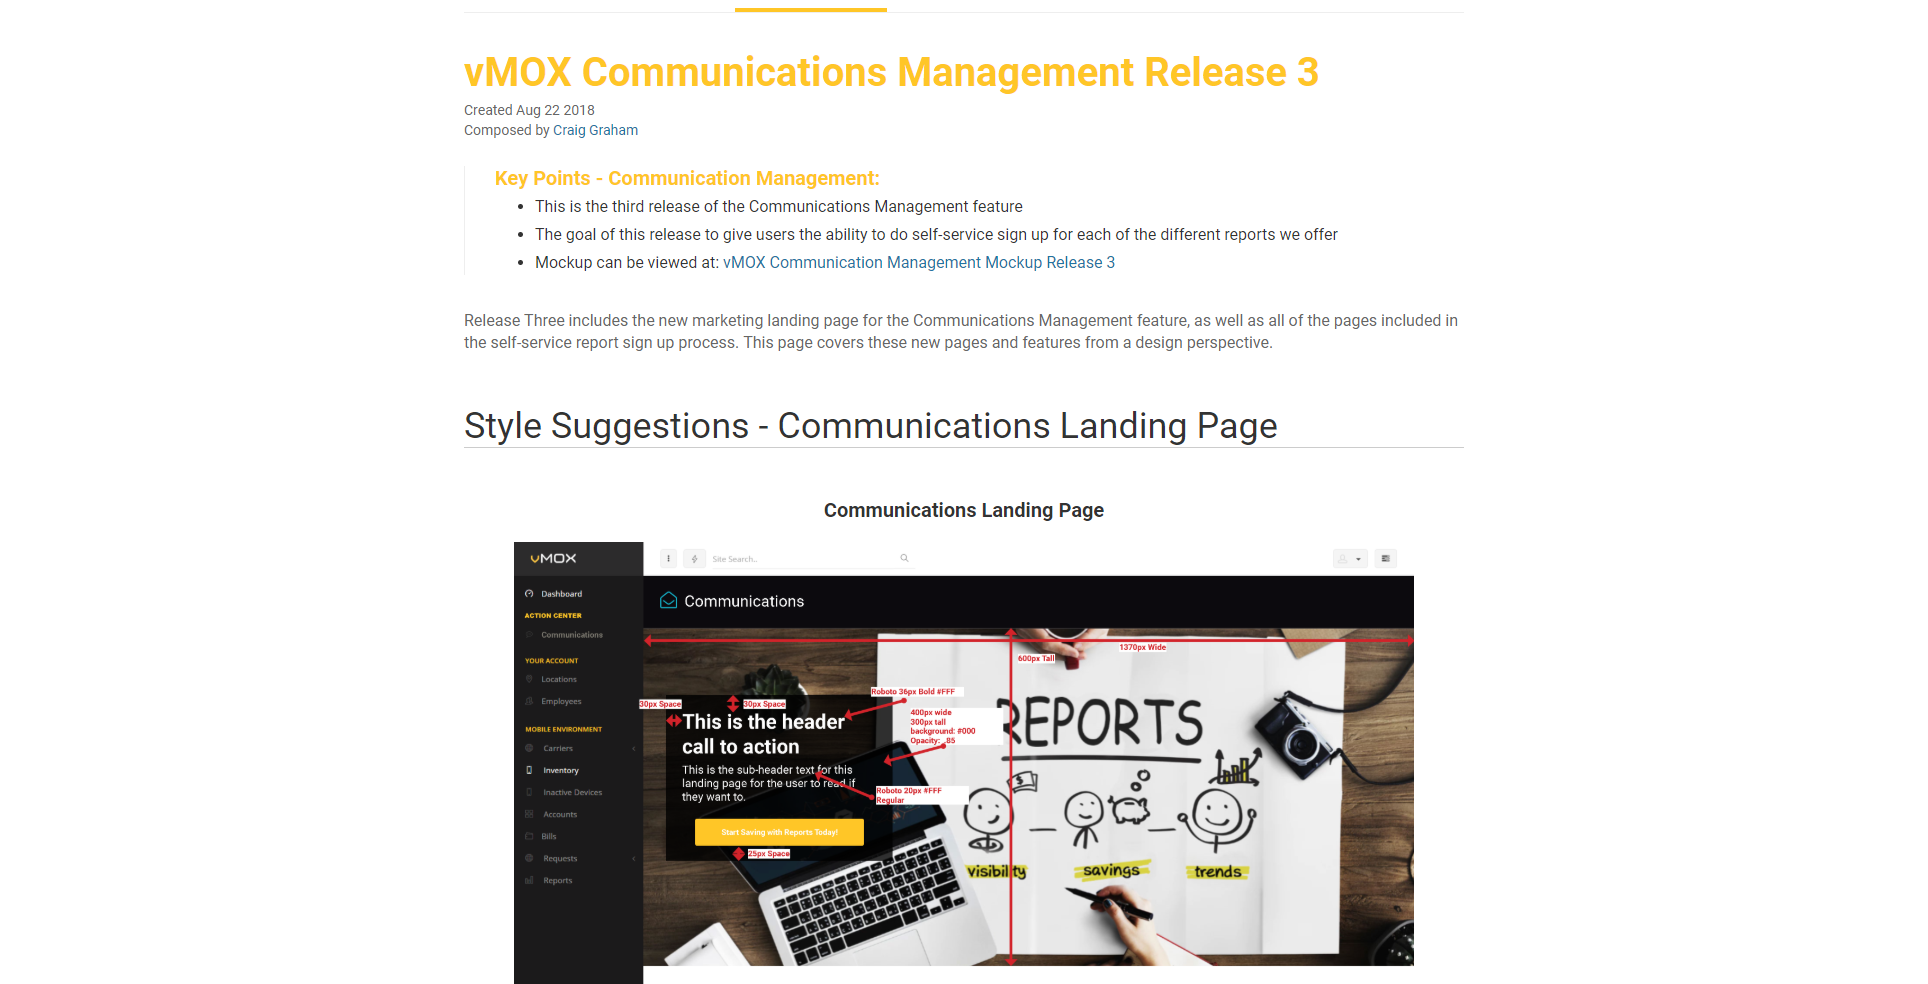 vMOX Communications Management Release 3
Created Aug 22 2018
Composed by Craig Graham
Key Points - Communication Management:
This is the third release of the Communications Management feature
The goal of this release to give users the ability to do self-service sign up for each of the different reports we offer
Mockup can be viewed at: vMOX Communication Management Mockup Release 3
Release Three includes the new marketing landing page for the Communications Management feature, as well as all of the pages included in
the self-service report sign up process. This page covers these new pages and features from a design perspective.
Style Suggestions - Communications Landing Page
Communications Landing Page
vMOX
Site Search..
Dashboard
ACTION CENTER
Communications
YOUR ACCOUNT
Locations
Employees
MOBILE ENVIRONMENT
Carriers
Inventory
Inactive Devices
Accounts
Bills
Requests
Reports
Communications
1370px Wide
600px Tall
30px Space
30px Space
Roboto 36px Bold #FFF
400px wide
300px tall
background: #000
Opacity: .85
This is the header
call to action
This is the sub-header text for this
landing page for the user to read if
they want to.
Roboto 20px #FFF
Regular
Start Saving with Reports Today!
25px Space
REPORTS
visibility
savings
trends